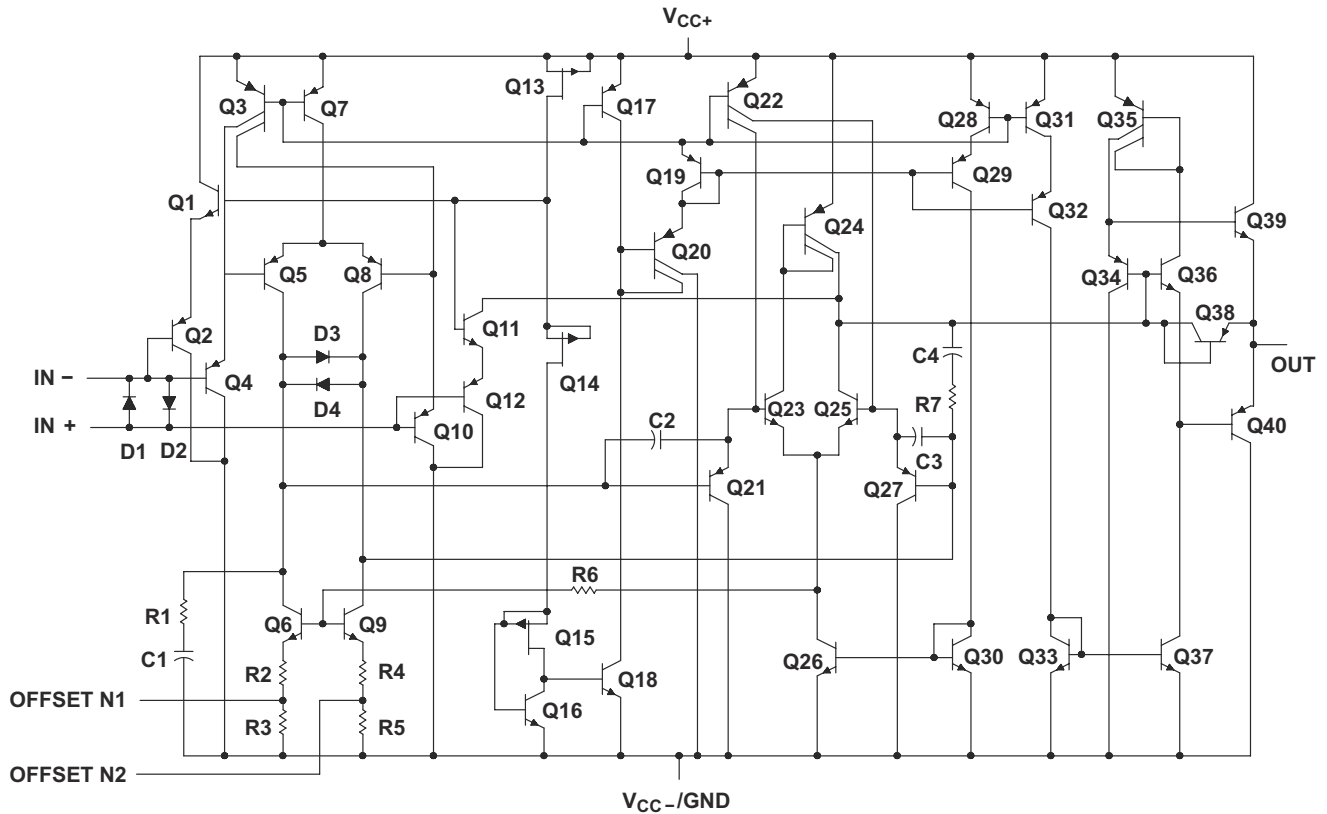 VCC+
Q3
Q7
Q13
Q17
Q22
Q28
Q31
Q35
Q1
Q19
Q29
Q32
Q39
Q20
Q24
Q5
Q8
Q34
Q36
Q2
D3
Q11
Q38
C4
OUT
IN −
Q4
D4
Q14
Q12
R7
Q23
Q25
IN +
D1
D2
Q10
C2
C3
Q40
Q21
Q27
R6
R1
Q6
Q9
Q15
C1
R2
R4
Q26
Q30
Q33
Q37
Q18
OFFSET N1
R3
R5
Q16
OFFSET N2
VCC−/GND